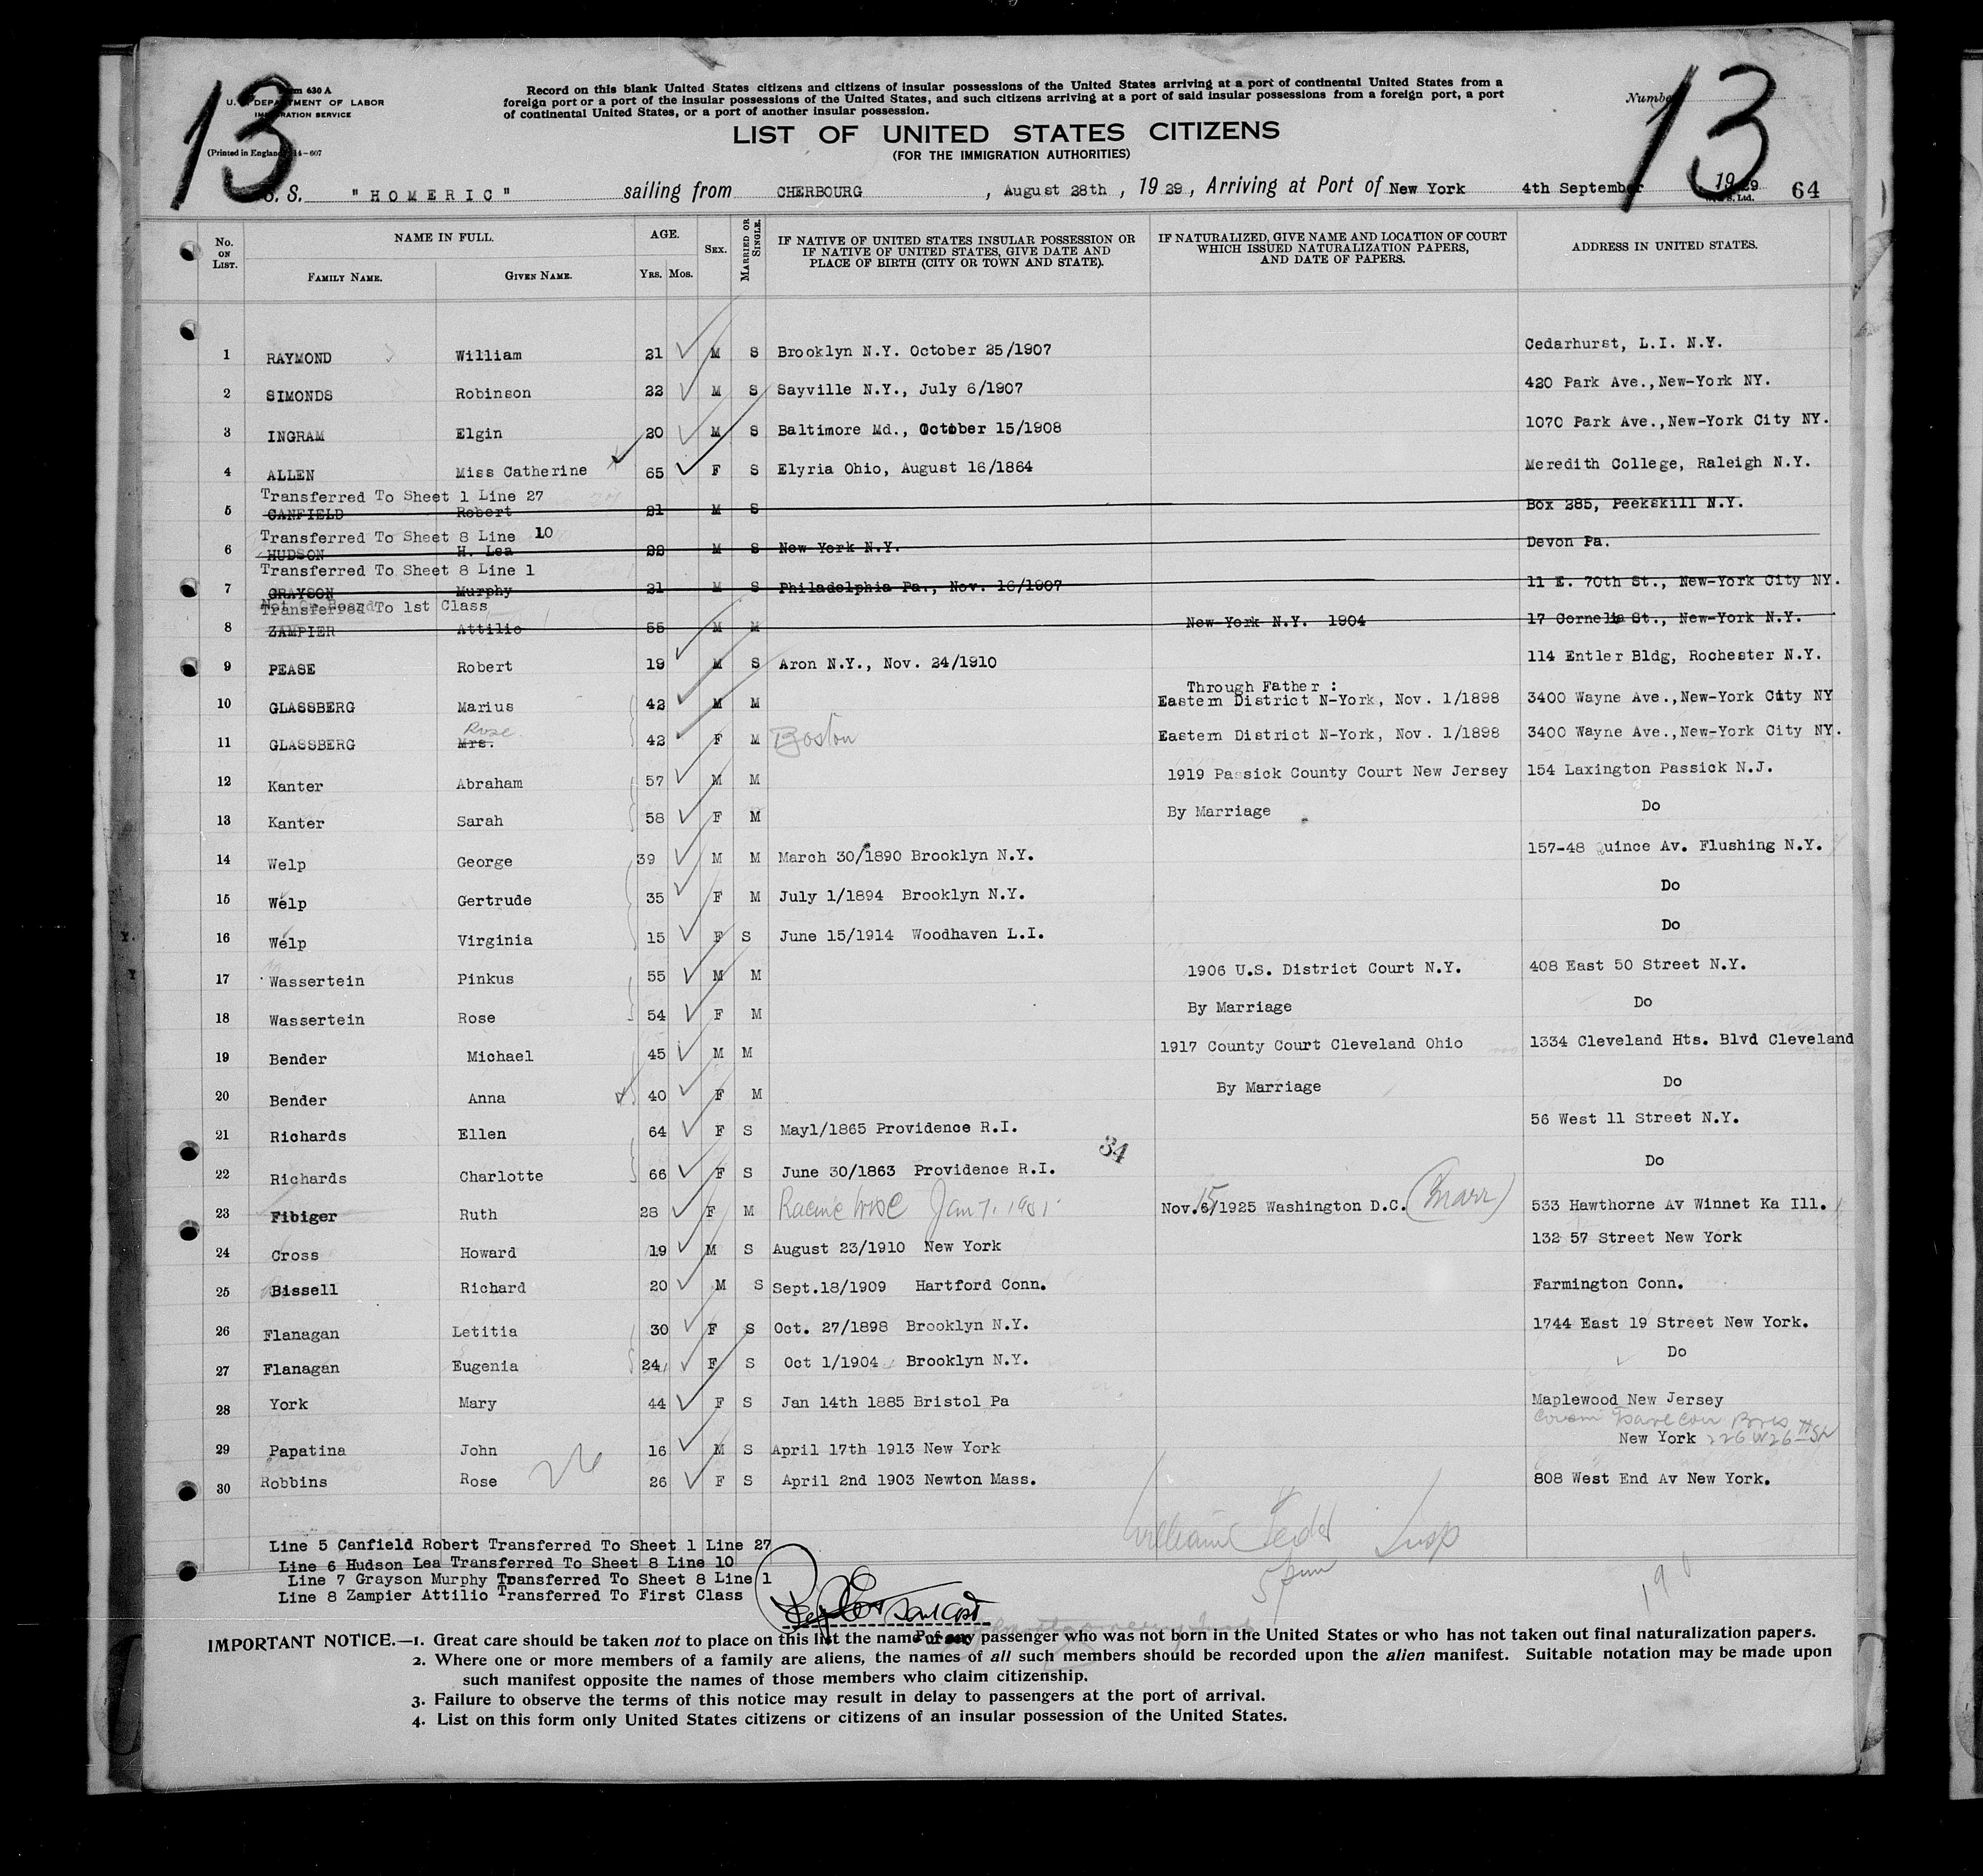 13
13
Form 630 A
U. S. DEPARTMENT OF LABOR
IMMIGRATION SERVICE
(Printed in England) 14-607
Record on this blank United States citizens and citizens of insular possessions of the United States arriving at a port of continental United States from a
foreign port or a port of the insular possessions of the United States, and such citizens arriving at a port of said insular possessions from a foreign port, a port
of continental United States, or a port of another insular possession.
Number
LIST OF UNITED STATES CITIZENS
(FOR THE IMMIGRATION AUTHORITIES)
S. S. "HOMERIC" sailing from CHERBOURG, August 28th, 1929, Arriving at Port of New York 4th September 1929 64
No. ON LIST. NAME IN FULL. AGE. SEX. MARRIED OR SINGLE. IF NATIVE OF UNITED STATES INSULAR POSSESSION OR IF NATIVE OF UNITED STATES, GIVE DATE AND PLACE OF BIRTH (CITY OR TOWN AND STATE). IF NATURALIZED, GIVE NAME AND LOCATION OF COURT WHICH ISSUED NATURALIZATION PAPERS, AND DATE OF PAPERS. ADDRESS IN UNITED STATES.
FAMILY NAME. GIVEN NAME. YRS. MOS.
1 RAYMOND William 21 M S Brooklyn N.Y. October 25/1907 Cedarhurst, L.I. N.Y.
2 SIMONDS Robinson 22 M S Sayville N.Y., July 6/1907 420 Park Ave.,New-York NY.
3 INGRAM Elgin 20 M S Baltimore Md., October 15/1908 1070 Park Ave.,New-York City NY.
4 ALLEN Miss Catherine 65 F S Elyria Ohio, August 16/1864 Meredith College, Raleigh N.Y.
Transferred To Sheet 1 Line 27
5 CANFIELD Robert 21 M S Box 285, Peekskill N.Y.
Transferred To Sheet 8 Line 10
6 HUDSON H. Lea 22 M S New York N.Y. Devon Pa.
Transferred To Sheet 8 Line 1
7 GRAYSON Murphy 21 M S Philadelphia Pa., Nov. 16/1907 11 E. 70th St., New-York City NY.
Not On Board
Transferred To 1st Class
8 ZAMPIER Attilio 55 M M New-York N.Y. 1904 17 Cornelia St., New-York N.Y.
9 PEASE Robert 19 M S Aron N.Y., Nov. 24/1910 114 Entler Bldg, Rochester N.Y.
Through Father :
10 GLASSBERG Marius 42 M M Eastern District N-York, Nov. 1/1898 3400 Wayne Ave.,New-York City NY
Rose
11 GLASSBERG Mrs. 42 F M Boston Eastern District N-York, Nov. 1/1898 3400 Wayne Ave.,New-York City NY.
12 Kanter Abraham 57 M M 1919 Passick County Court New Jersey 154 Laxington Passick N.J.
13 Kanter Sarah 58 F M By Marriage Do
14 Welp George 39 M M March 30/1890 Brooklyn N.Y. 157-48 Quince Av. Flushing N.Y.
15 Welp Gertrude 35 F M July 1/1894 Brooklyn N.Y. Do
16 Welp Virginia 15 F S June 15/1914 Woodhaven L.I. Do
17 Wassertein Pinkus 55 M M 1906 U.S. District Court N.Y. 408 East 50 Street N.Y.
18 Wassertein Rose 54 F M By Marriage Do
19 Bender Michael 45 M M 1917 County Court Cleveland Ohio 1334 Cleveland Hts. Blvd Cleveland
20 Bender Anna 40 F M By Marriage Do
21 Richards Ellen 64 F S May1/1865 Providence R.I. 56 West 11 Street N.Y.
34
22 Richards Charlotte 66 F S June 30/1863 Providence R.I. Do
23 Fibiger Ruth 28 F M Racine Wisc Jan 7. 1901 Nov.6/1925 15 Washington D.C. (Marr) 533 Hawthorne Av Winnet Ka Ill.
24 Cross Howard 19 M S August 23/1910 New York 132 57 Street New York
25 Bissell Richard 20 M S Sept.18/1909 Hartford Conn. Farmington Conn.
26 Flanagan Letitia 30 F S Oct. 27/1898 Brooklyn N.Y. 1744 East 19 Street New York.
27 Flanagan Eugenia 24 F S Oct 1/1904 Brooklyn N.Y. Do
28 York Mary 44 F S Jan 14th 1885 Bristol Pa Maplewood New Jersey
29 Papatina John 16 M S April 17th 1913 New York New York 226 W 26th St
30 Robbins Rose 26 F S April 2nd 1903 Newton Mass. 808 West End Av New York.
26
Line 5 Canfield Robert Transferred To Sheet 1 Line 27
Line 6 Hudson Lea Transferred To Sheet 8 Line 10
Line 7 Grayson Murphy Transferred To Sheet 8 Line 1
Line 8 Zampier Attilio Transferred To First Class
William Insp
IMPORTANT NOTICE.—1. Great care should be taken not to place on this list the name of any passenger who was not born in the United States or who has not taken out final naturalization papers.
2. Where one or more members of a family are aliens, the names of all such members should be recorded upon the alien manifest. Suitable notation may be made upon
such manifest opposite the names of those members who claim citizenship.
3. Failure to observe the terms of this notice may result in delay to passengers at the port of arrival.
4. List on this form only United States citizens or citizens of an insular possession of the United States.